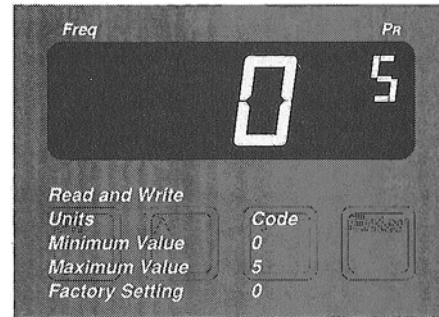 Freq PR
0 5
Read and Write
Units Code
Minimum Value 0
Maximum Value 5
Factory Setting 0